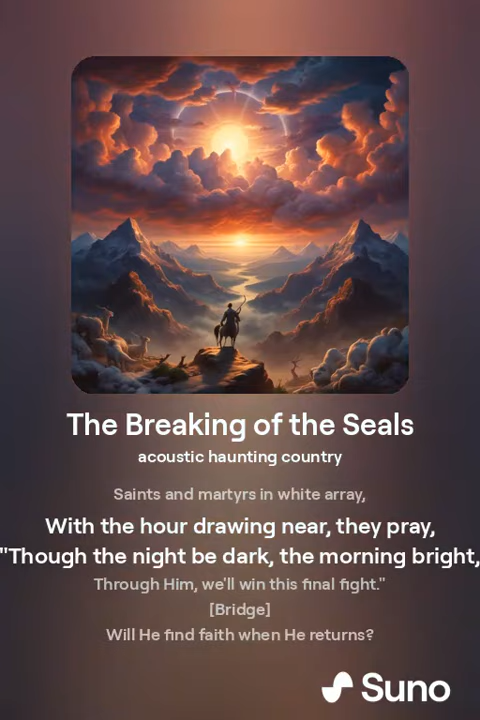 The Breaking of the Seals
acoustic haunting country
Saints and martyrs in white array,
With the hour drawing near, they pray,
"Though the night be dark, the morning bright,
Through Him, we'll win this final fight."
[Bridge]
Will He find faith when He returns?
Suno